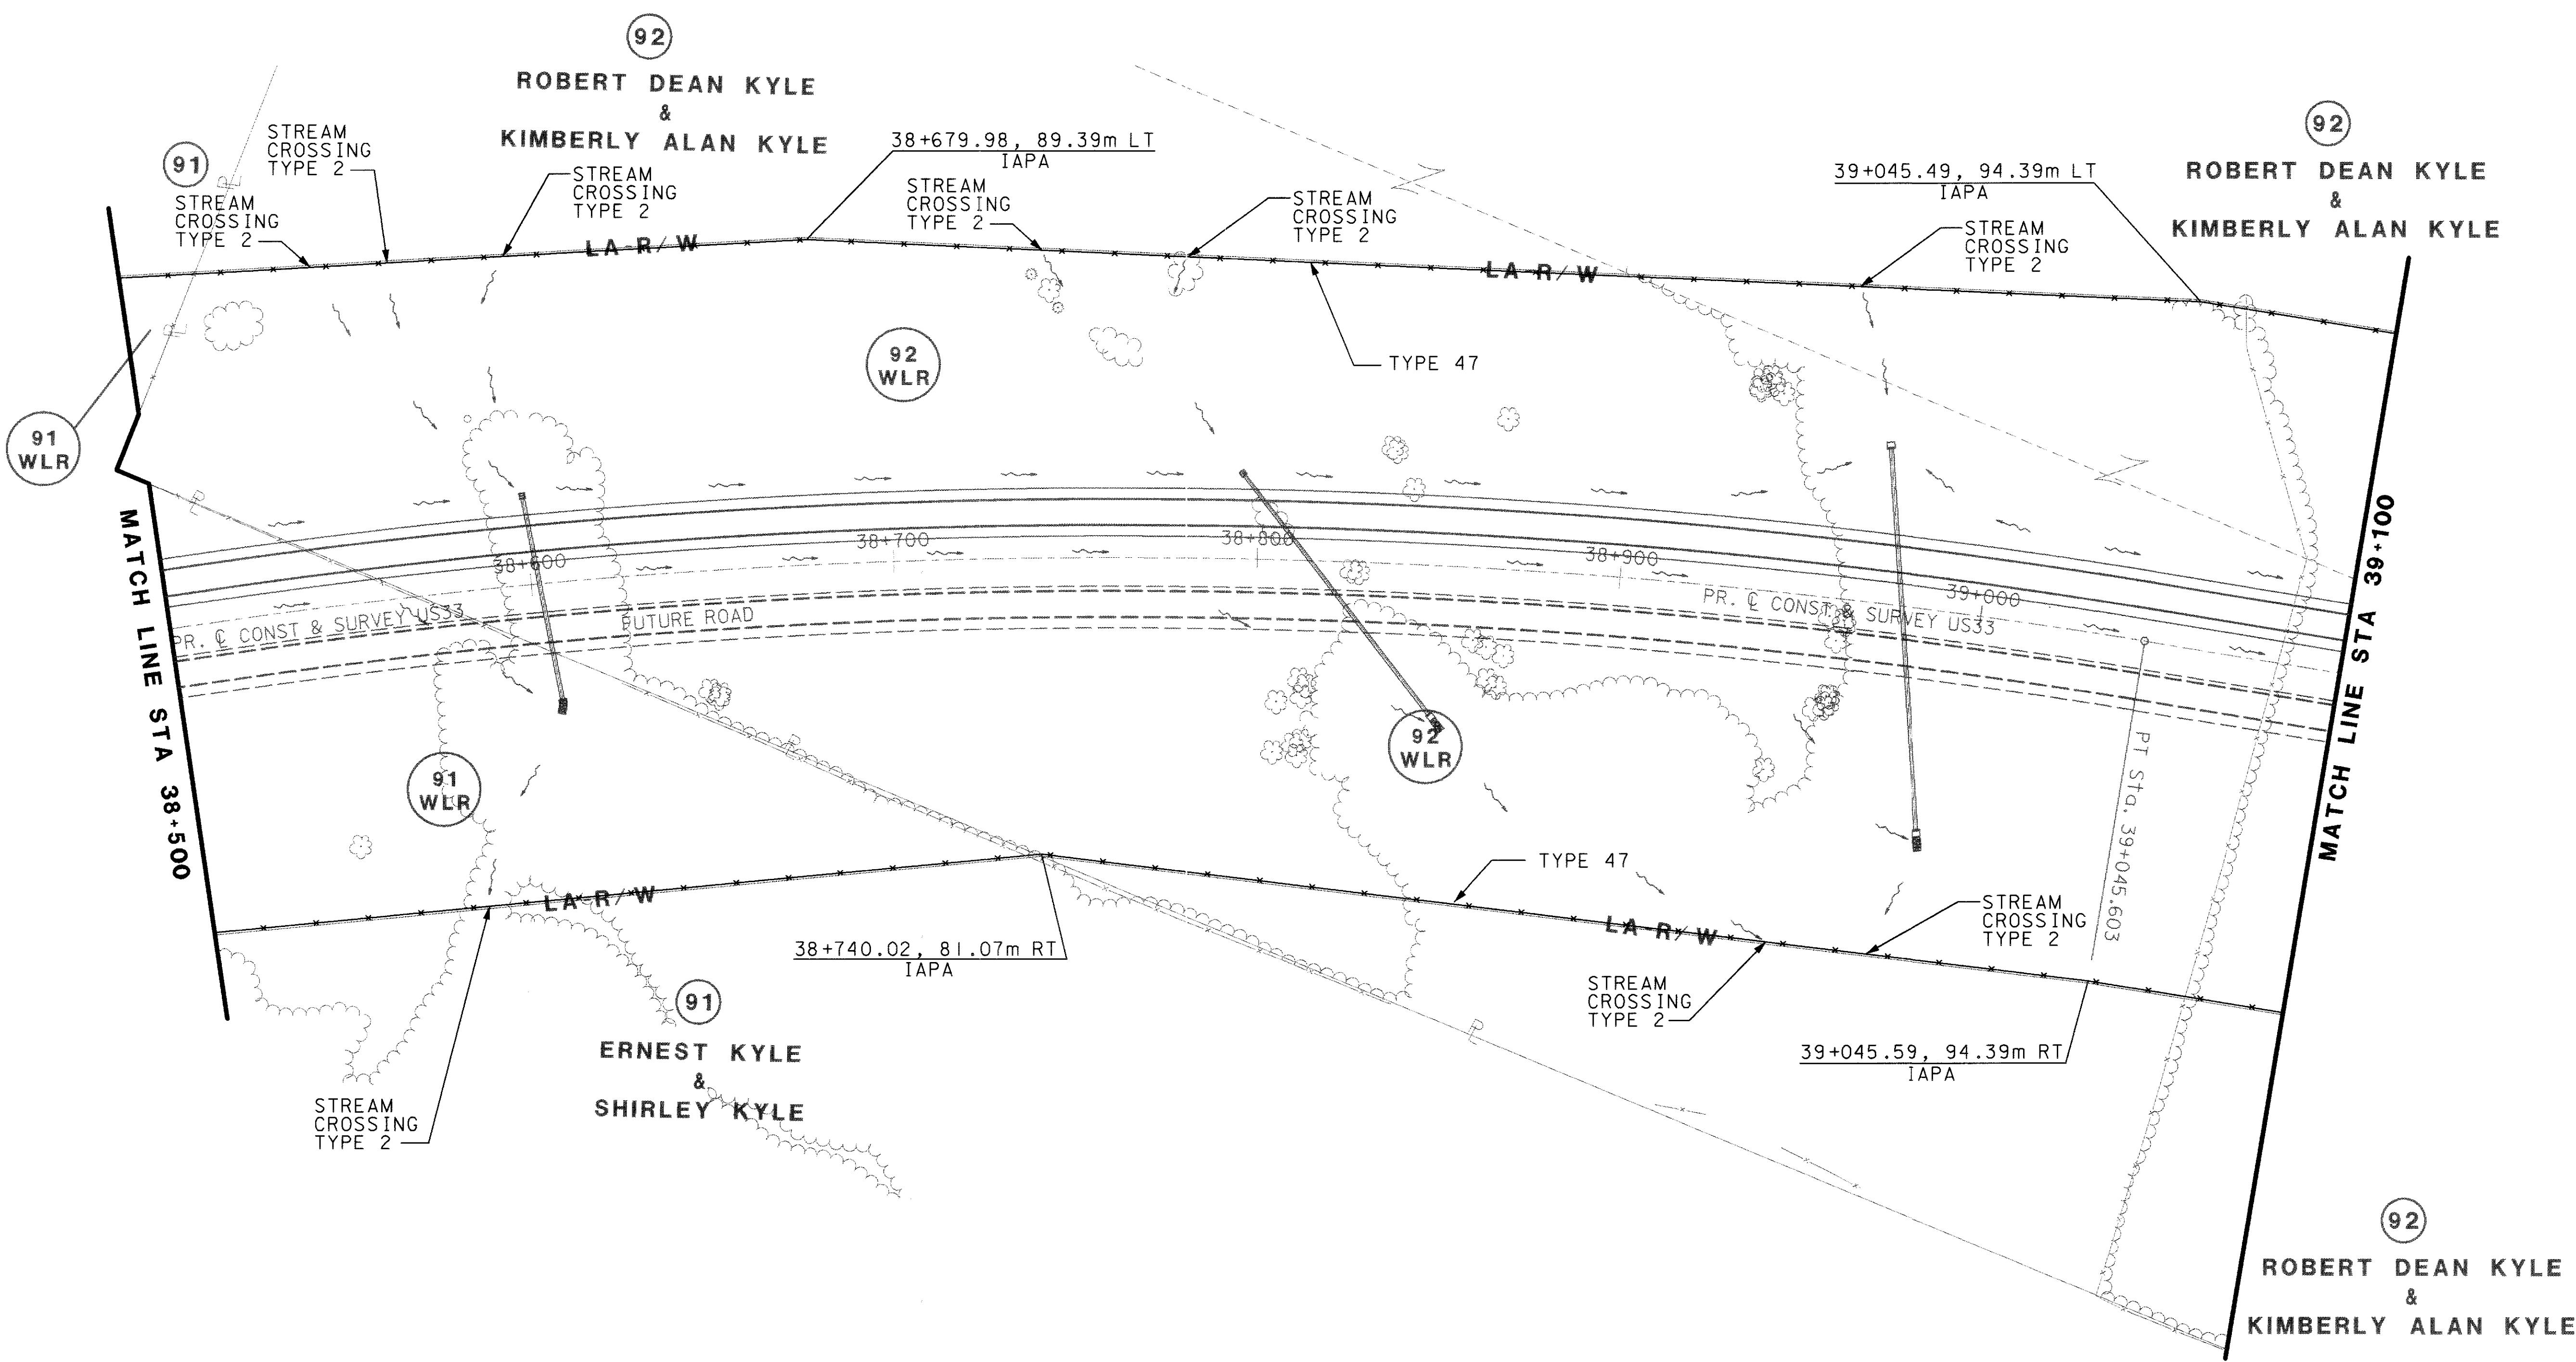 92
ROBERT DEAN KYLE
&
KIMBERLY ALAN KYLE
91
STREAM
CROSSING
TYPE 2
STREAM
CROSSING
TYPE 2
STREAM
CROSSING
TYPE 2
38+679.98, 89.39m LT
IAPA
STREAM
CROSSING
TYPE 2
STREAM
CROSSING
TYPE 2
39+045.49, 94.39m LT
IAPA
STREAM
CROSSING
TYPE 2
92
ROBERT DEAN KYLE
&
KIMBERLY ALAN KYLE
LA-R/W
LA-R/W
TYPE 47
92
WLR
91
WLR
MATCH LINE STA 38+500
38+600
38+700
38+800
38+900
39+000
PR. ℄ CONST & SURVEY US33
FUTURE ROAD
PR. ℄ CONST & SURVEY US33
MATCH LINE STA 39+100
PT Sta. 39+045.603
92
WLR
91
WLR
TYPE 47
LA-R/W
LA-R/W
38+740.02, 81.07m RT
IAPA
STREAM
CROSSING
TYPE 2
STREAM
CROSSING
TYPE 2
39+045.59, 94.39m RT
IAPA
91
ERNEST KYLE
&
SHIRLEY KYLE
STREAM
CROSSING
TYPE 2
92
ROBERT DEAN KYLE
&
KIMBERLY ALAN KYLE